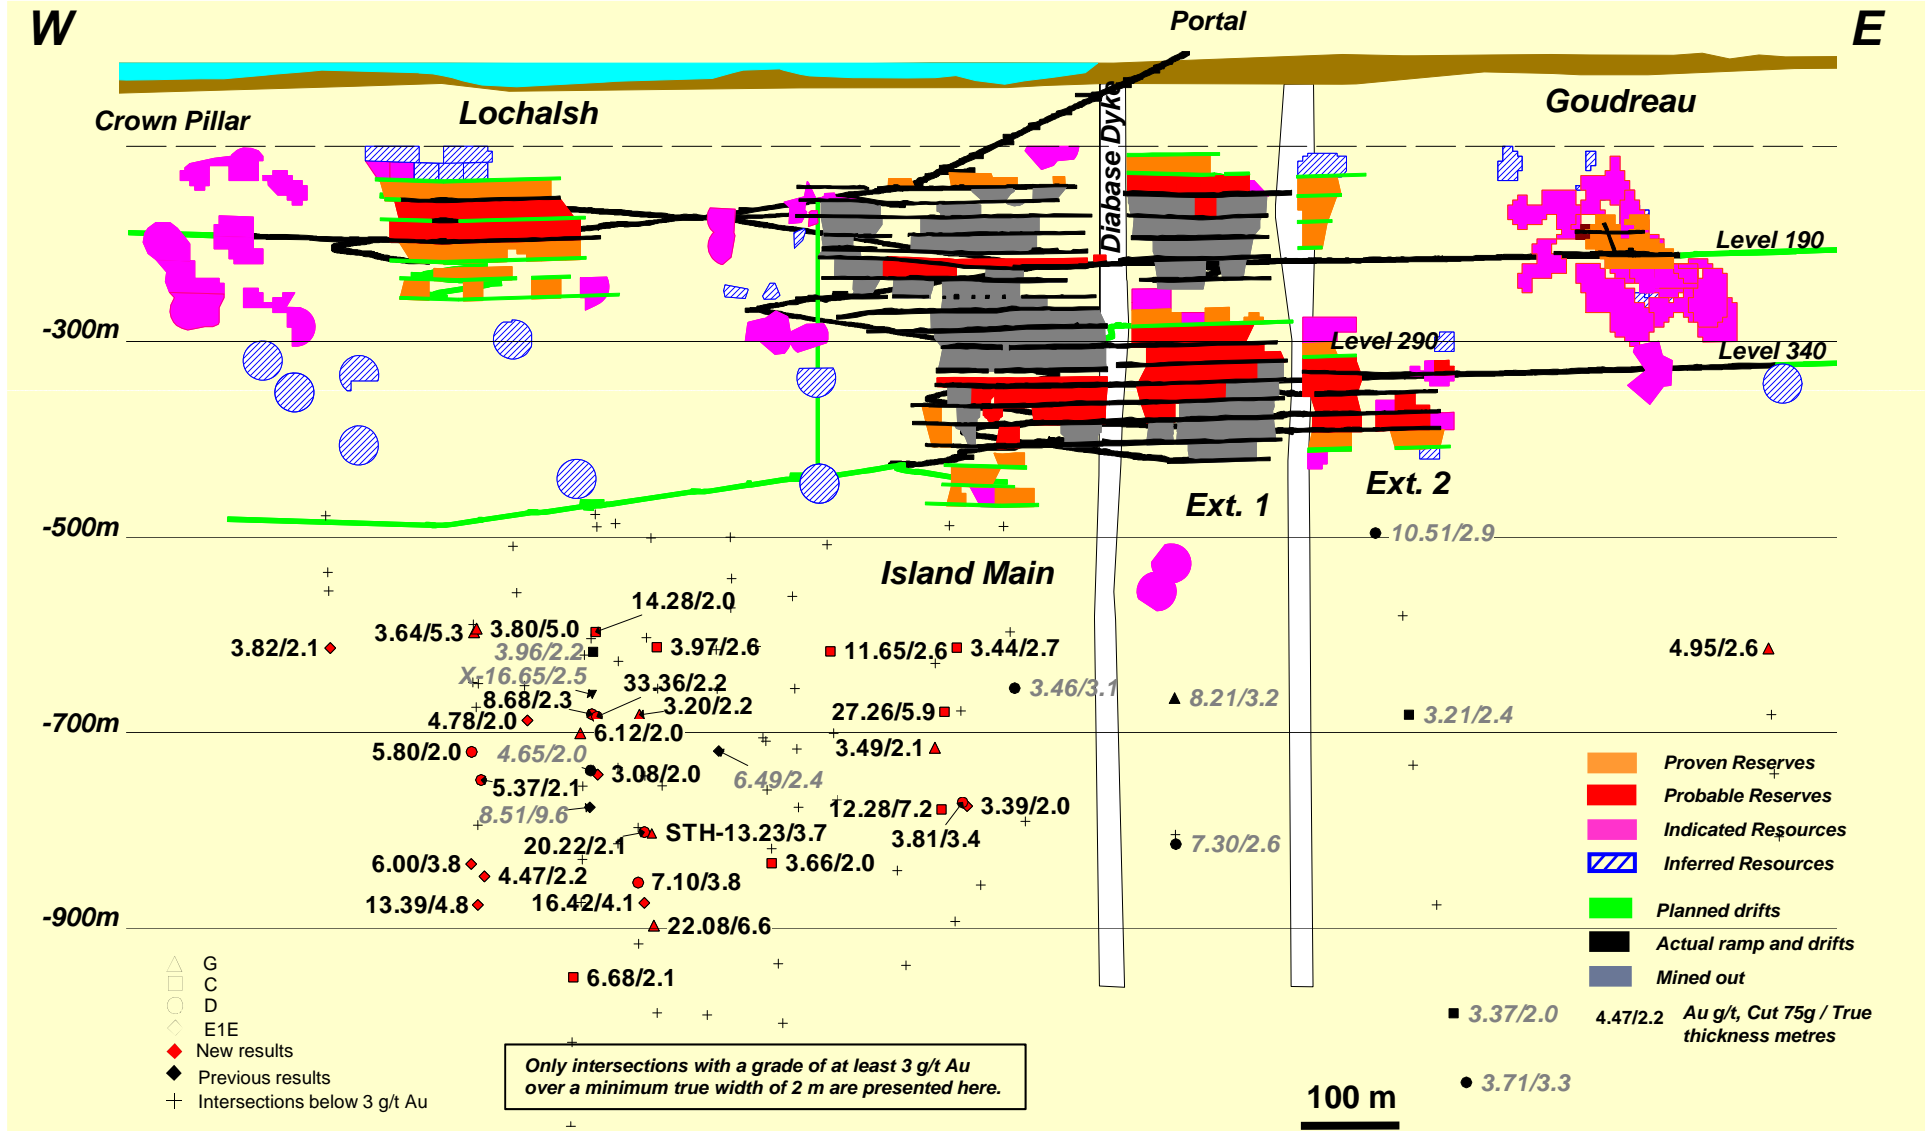 W
Portal
E
Crown Pillar
Lochalsh
Diabase Dyke
Goudreau
Level 190
-300m
Level 290
Level 340
Ext. 1
Ext. 2
-500m
10.51/2.9
Island Main
14.28/2.0
3.82/2.1
3.64/5.3
3.80/5.0
3.96/2.2
3.97/2.6
11.65/2.6
3.44/2.7
4.95/2.6
X-16.65/2.5
33.36/2.2
8.68/2.3
3.20/2.2
3.46/3.1
8.21/3.2
4.78/2.0
27.26/5.9
3.21/2.4
-700m
6.12/2.0
5.80/2.0
4.65/2.0
3.49/2.1
3.08/2.0
6.49/2.4
5.37/2.1
8.51/9.6
12.28/7.2
3.39/2.0
3.81/3.4
STH-13.23/3.7
20.22/2.1
7.30/2.6
6.00/3.8
4.47/2.2
3.66/2.0
7.10/3.8
13.39/4.8
16.42/4.1
-900m
22.08/6.6
6.68/2.1
3.37/2.0
3.71/3.3
Proven Reserves
Probable Reserves
Indicated Resources
Inferred Resources
Planned drifts
Actual ramp and drifts
Mined out
4.47/2.2 Au g/t, Cut 75g / True
thickness metres
G
C
D
E1E
New results
Previous results
Intersections below 3 g/t Au
Only intersections with a grade of at least 3 g/t Au
over a minimum true width of 2 m are presented here.
100 m